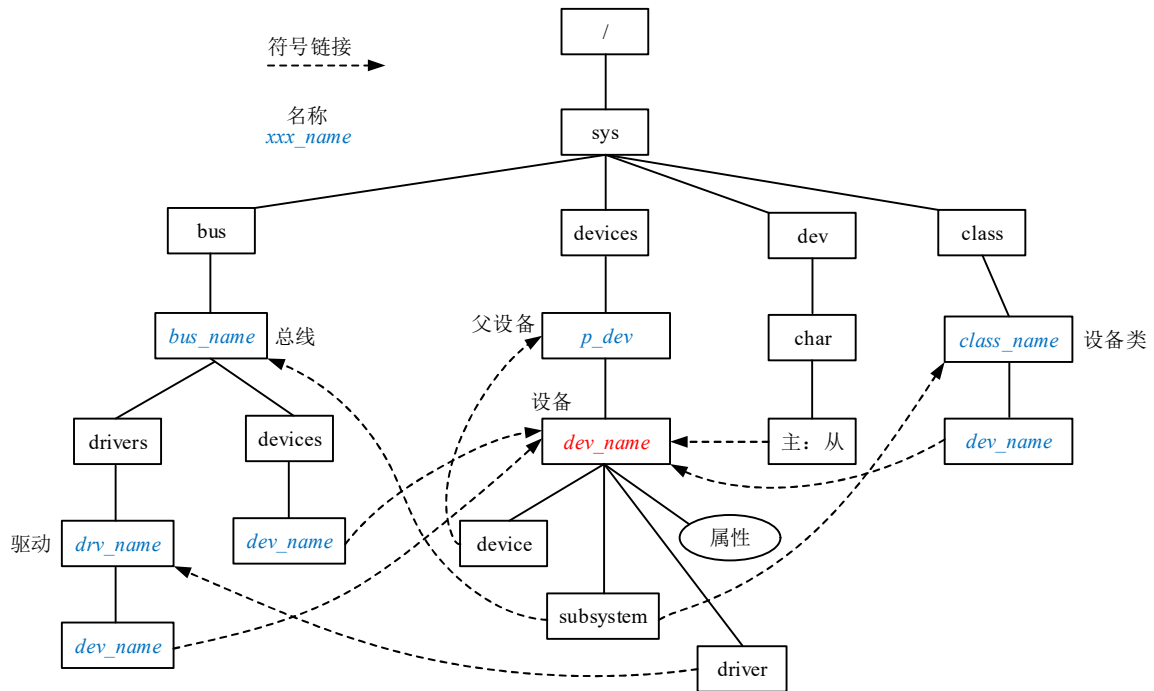 /
符号链接
名称
xxx_name
sys
bus
devices
dev
class
bus_name
总线
父设备
p_dev
char
class_name
设备类
设备
drivers
devices
dev_name
主：从
dev_name
驱动
drv_name
dev_name
device
属性
subsystem
dev_name
driver